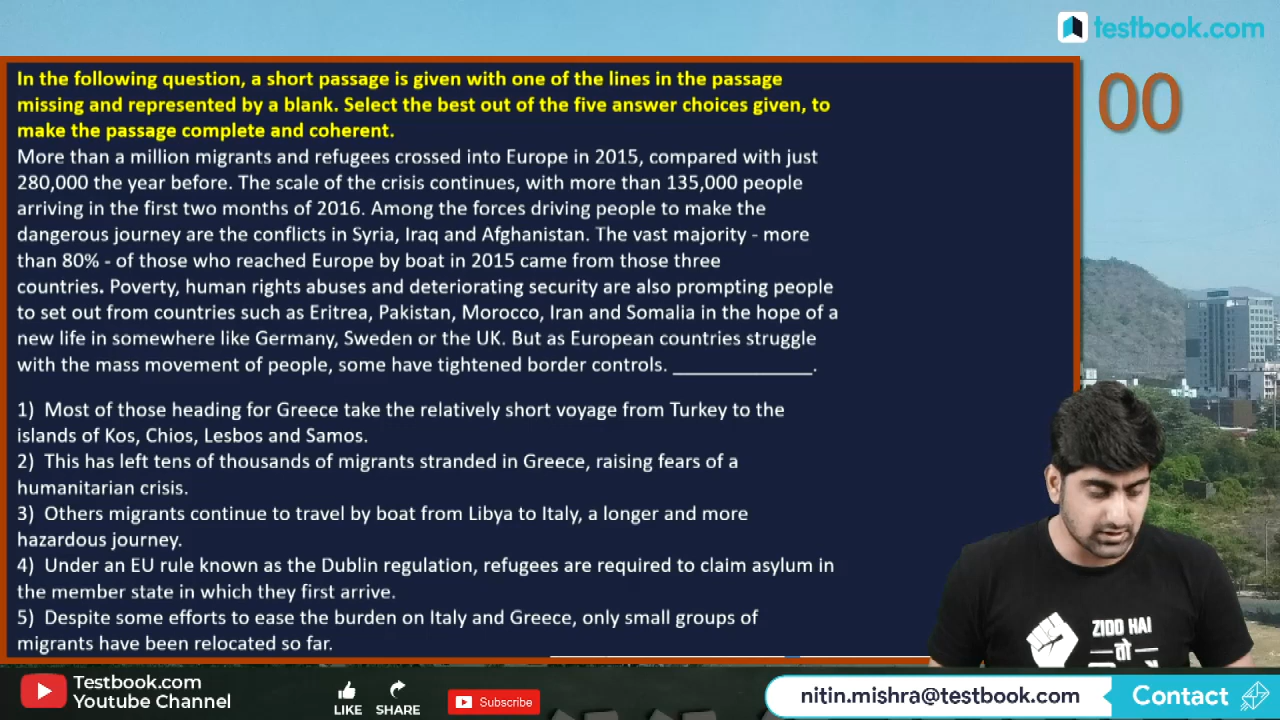 testbook.com
In the following question, a short passage is given with one of the lines in the passage
missing and represented by a blank. Select the best out of the five answer choices given, to
make the passage complete and coherent.
00
More than a million migrants and refugees crossed into Europe in 2015, compared with just
280,000 the year before. The scale of the crisis continues, with more than 135,000 people
arriving in the first two months of 2016. Among the forces driving people to make the
dangerous journey are the conflicts in Syria, Iraq and Afghanistan. The vast majority - more
than 80% - of those who reached Europe by boat in 2015 came from those three
countries. Poverty, human rights abuses and deteriorating security are also prompting people
to set out from countries such as Eritrea, Pakistan, Morocco, Iran and Somalia in the hope of a
new life in somewhere like Germany, Sweden or the UK. But as European countries struggle
with the mass movement of people, some have tightened border controls. _____________.
1) Most of those heading for Greece take the relatively short voyage from Turkey to the
islands of Kos, Chios, Lesbos and Samos.
2) This has left tens of thousands of migrants stranded in Greece, raising fears of a
humanitarian crisis.
3) Others migrants continue to travel by boat from Libya to Italy, a longer and more
hazardous journey.
4) Under an EU rule known as the Dublin regulation, refugees are required to claim asylum in
the member state in which they first arrive.
5) Despite some efforts to ease the burden on Italy and Greece, only small groups of
migrants have been relocated so far.
ZIDD HAI
तो
Testbook.com
YouTube Channel
LIKE
SHARE
Subscribe
nitin.mishra@testbook.com
Contact